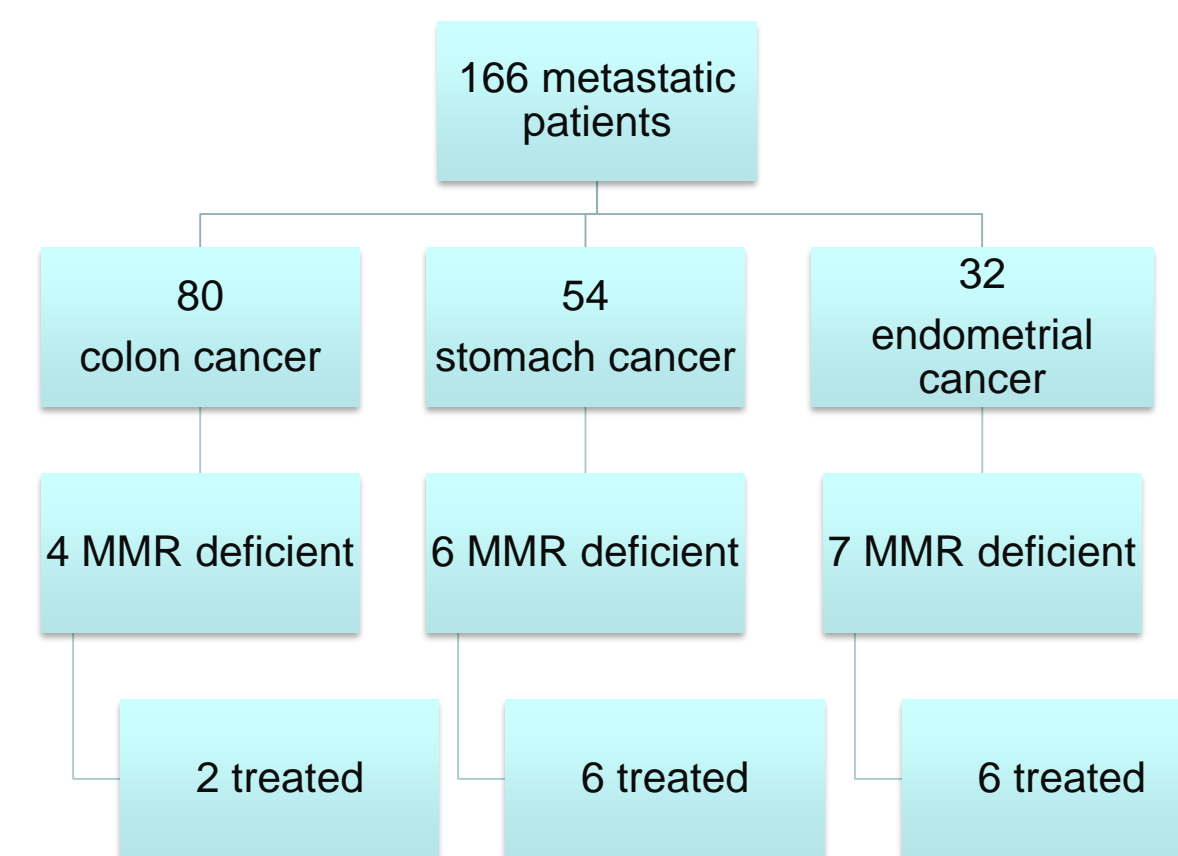 166 metastatic
patients
80
colon cancer
54
stomach cancer
32
endometrial
cancer
4 MMR deficient
6 MMR deficient
7 MMR deficient
2 treated
6 treated
6 treated